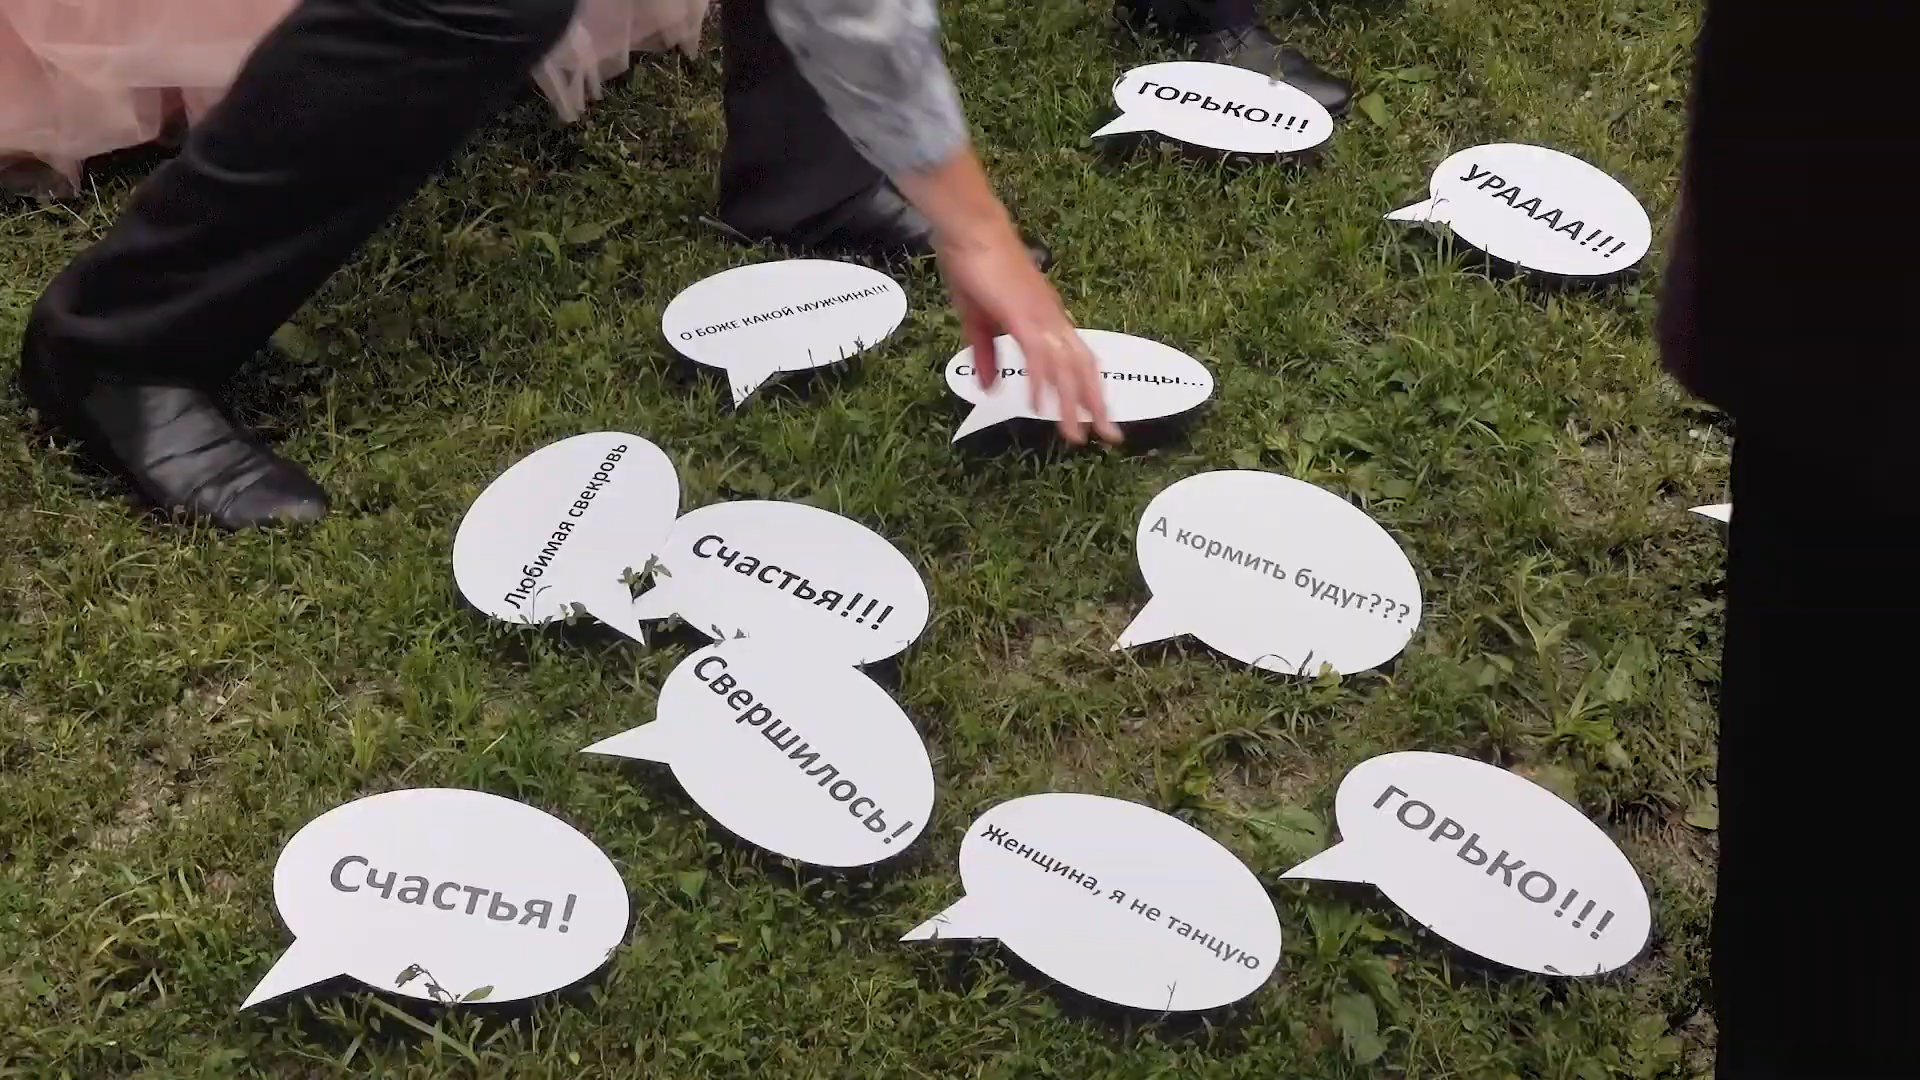 ГОРЬКО!!!
УРАААА!!!
О БОЖЕ КАКОЙ МУЖЧИНА!!!
танцы...
Любимая свекровь
Счастья!!!
А кормить будут???
Свершилось!
Счастья!
Женщина, я не танцую
ГОРЬКО!!!